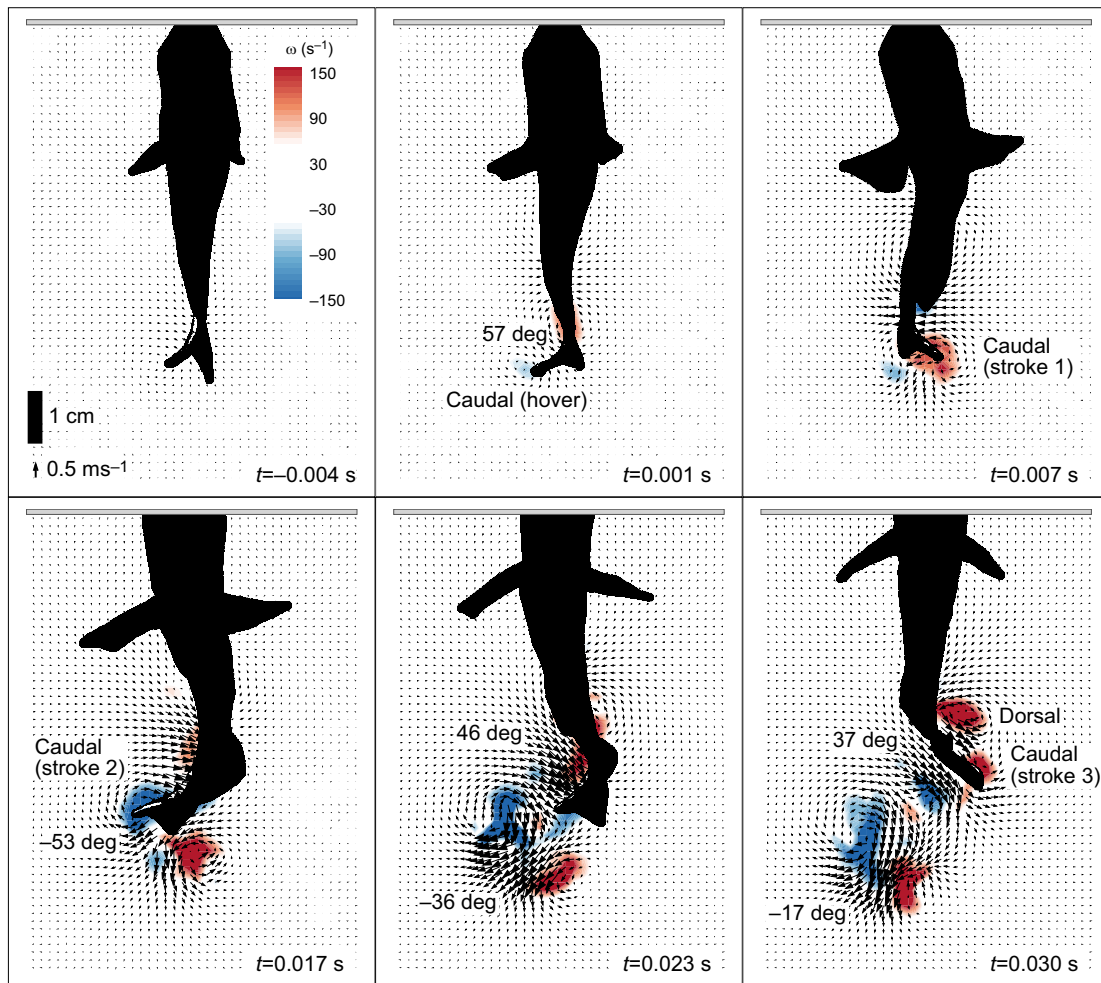 ω (s⁻¹)
150
90
30
–30
–90
–150
1 cm
0.5 ms⁻¹
t=–0.004 s
57 deg
Caudal (hover)
t=0.001 s
Caudal
(stroke 1)
t=0.007 s
Caudal
(stroke 2)
–53 deg
t=0.017 s
46 deg
–36 deg
t=0.023 s
Dorsal
37 deg
Caudal
(stroke 3)
–17 deg
t=0.030 s